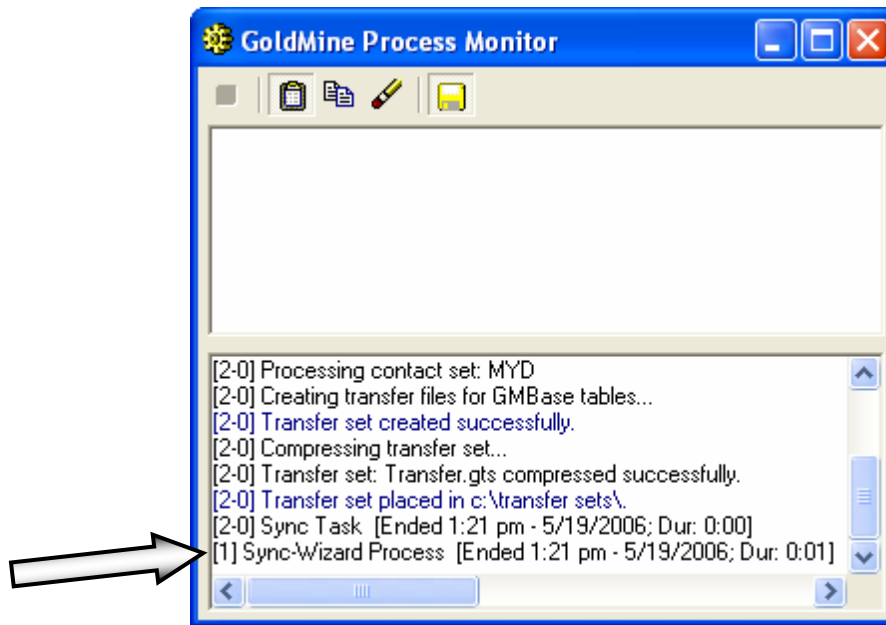 GoldMine Process Monitor
[2-0] Processing contact set: MYD
[2-0] Creating transfer files for GMBase tables...
[2-0] Transfer set created successfully.
[2-0] Compressing transfer set...
[2-0] Transfer set: Transfer.gts compressed successfully.
[2-0] Transfer set placed in c:\transfer sets\.
[2-0] Sync Task  [Ended 1:21 pm - 5/19/2006; Dur: 0:00]
[1] Sync-Wizard Process  [Ended 1:21 pm - 5/19/2006; Dur: 0:01]